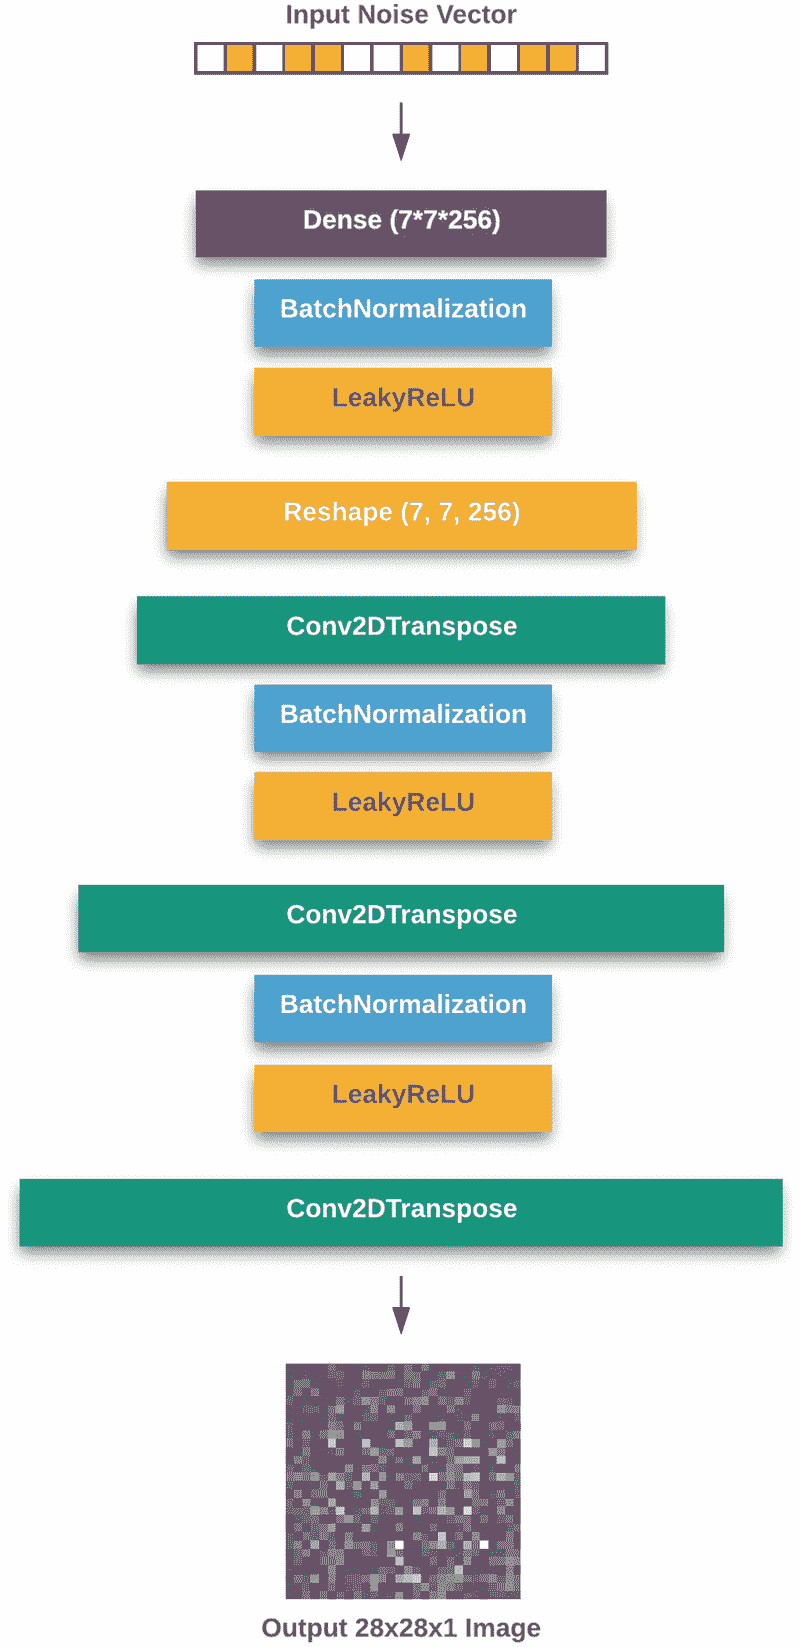 Input Noise Vector
Dense (7*7*256)
BatchNormalization
LeakyReLU
Reshape (7, 7, 256)
Conv2DTranspose
BatchNormalization
LeakyReLU
Conv2DTranspose
BatchNormalization
LeakyReLU
Conv2DTranspose
Output 28x28x1 Image